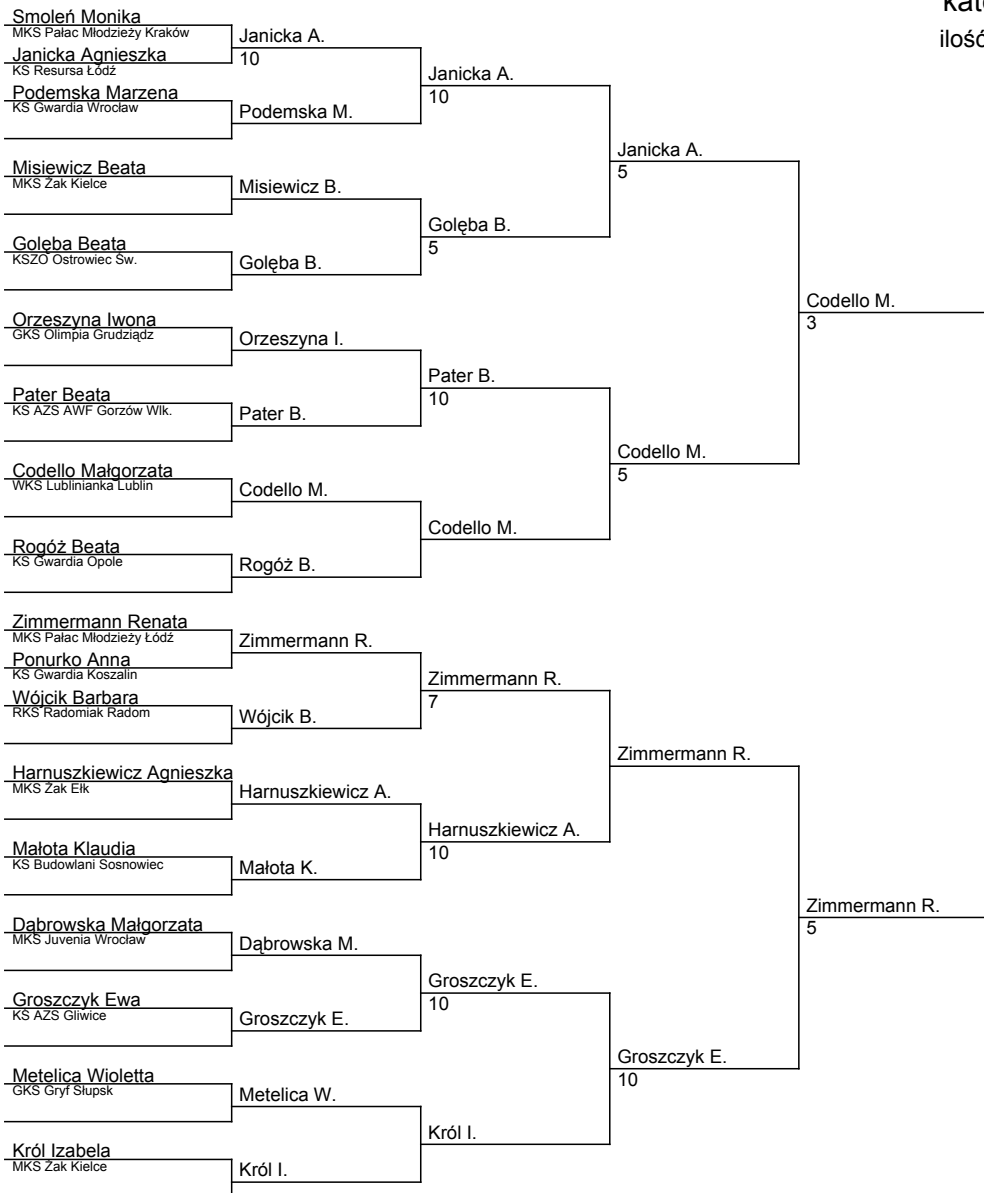 kate
ilość
Smoleń Monika
MKS Pałac Młodzieży Kraków
Janicka Agnieszka
KS Resursa Łódź
Podemska Marzena
KS Gwardia Wrocław
Misiewicz Beata
MKS Żak Kielce
Golęba Beata
KSZO Ostrowiec Św.
Orzeszyna Iwona
GKS Olimpia Grudziądz
Pater Beata
KS AZS AWF Gorzów Wlk.
Codello Małgorzata
WKS Lublinianka Lublin
Rogóż Beata
KS Gwardia Opole
Zimmermann Renata
MKS Pałac Młodzieży Łódź
Ponurko Anna
KS Gwardia Koszalin
Wójcik Barbara
RKS Radomiak Radom
Harnuszkiewicz Agnieszka
MKS Żak Ełk
Małota Klaudia
KS Budowlani Sosnowiec
Dąbrowska Małgorzata
MKS Juvenia Wrocław
Groszczyk Ewa
KS AZS Gliwice
Metelica Wioletta
GKS Gryf Słupsk
Król Izabela
MKS Żak Kielce
Janicka A.
10
Podemska M.
Misiewicz B.
Golęba B.
Orzeszyna I.
Pater B.
Codello M.
Rogóż B.
Zimmermann R.
Wójcik B.
Harnuszkiewicz A.
Małota K.
Dąbrowska M.
Groszczyk E.
Metelica W.
Król I.
Janicka A.
10
Golęba B.
5
Pater B.
10
Codello M.
Zimmermann R.
7
Harnuszkiewicz A.
10
Groszczyk E.
10
Król I.
Janicka A.
5
Codello M.
5
Zimmermann R.
Groszczyk E.
10
Codello M.
3
Zimmermann R.
5